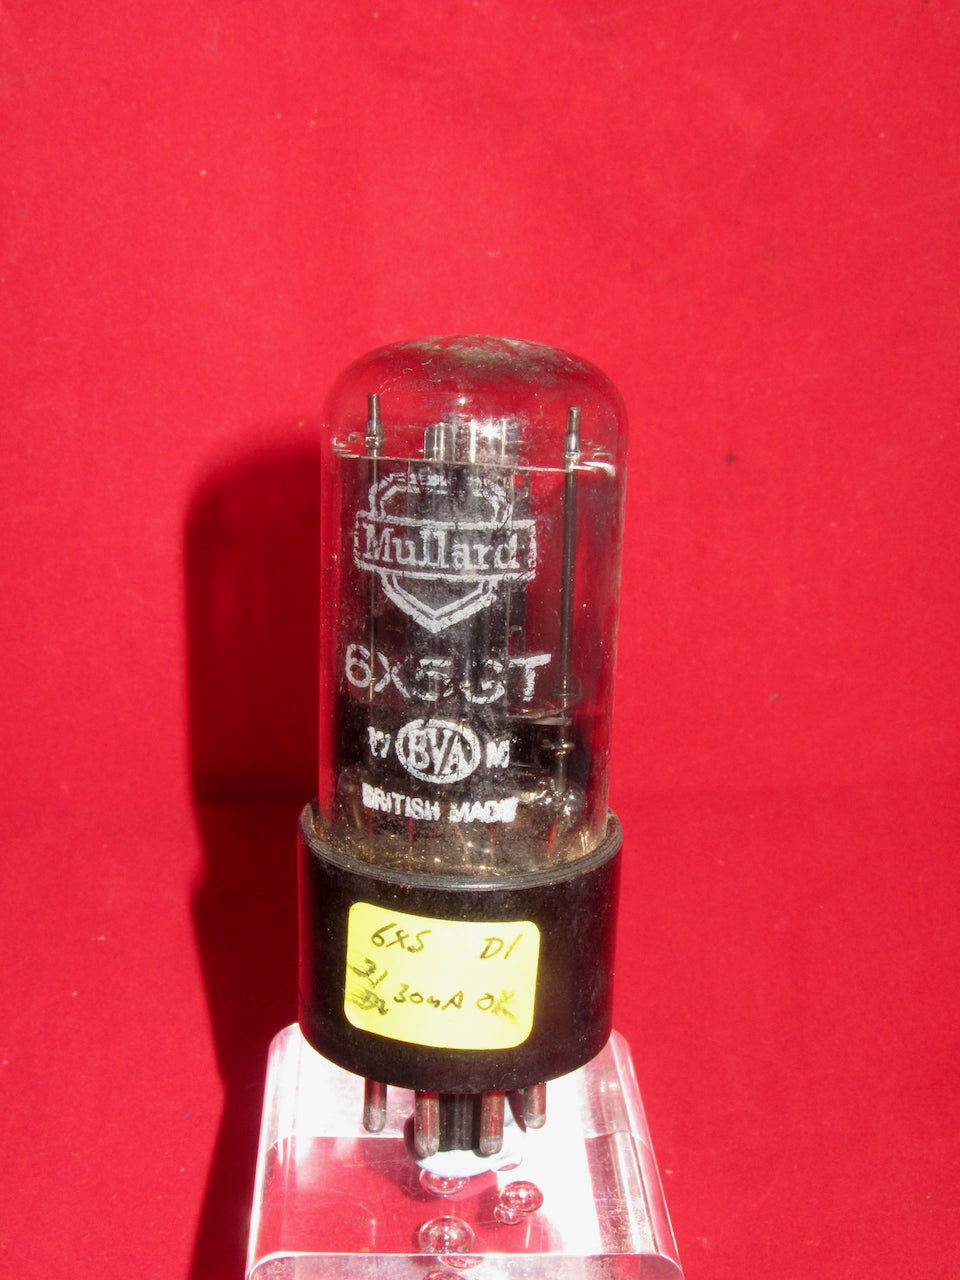 Mullard
6X5GT
BVA
BRITISH MADE
6X5 D1
30mA OK